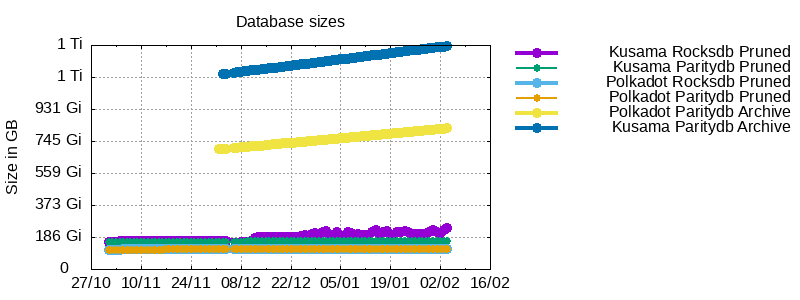 Database sizes
1 Ti
1 Ti
931 Gi
745 Gi
559 Gi
373 Gi
186 Gi
0
Size in GB
27/10 10/11 24/11 08/12 22/12 05/01 19/01 02/02 16/02
Kusama Rocksdb Pruned
Kusama Paritydb Pruned
Polkadot Rocksdb Pruned
Polkadot Paritydb Pruned
Polkadot Paritydb Archive
Kusama Paritydb Archive